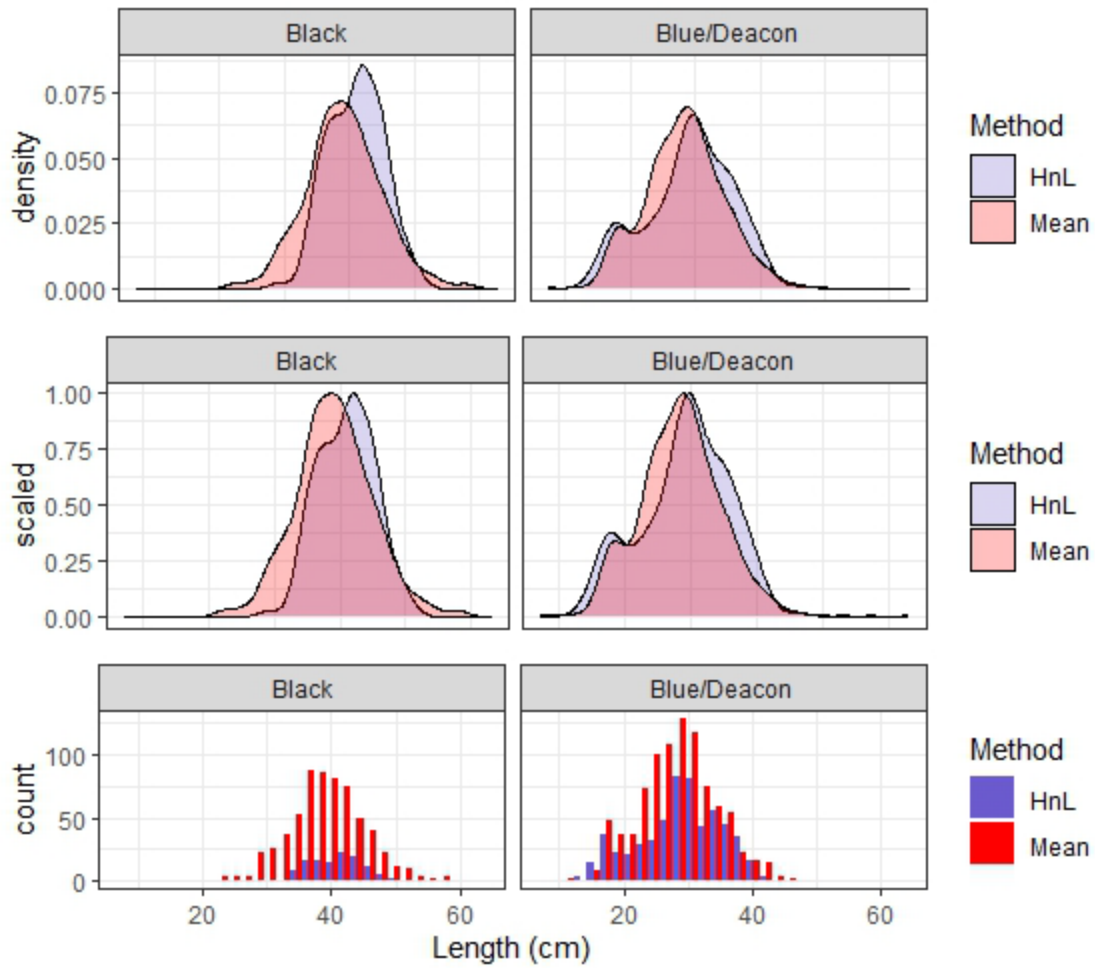 Black Blue/Deacon
density
0.075
0.050
0.025
0.000
Method
HnL
Mean
Black Blue/Deacon
scaled
1.00
0.75
0.50
0.25
0.00
Method
HnL
Mean
Black Blue/Deacon
count
100
50
0
20 40 60 20 40 60
Length (cm)
Method
HnL
Mean